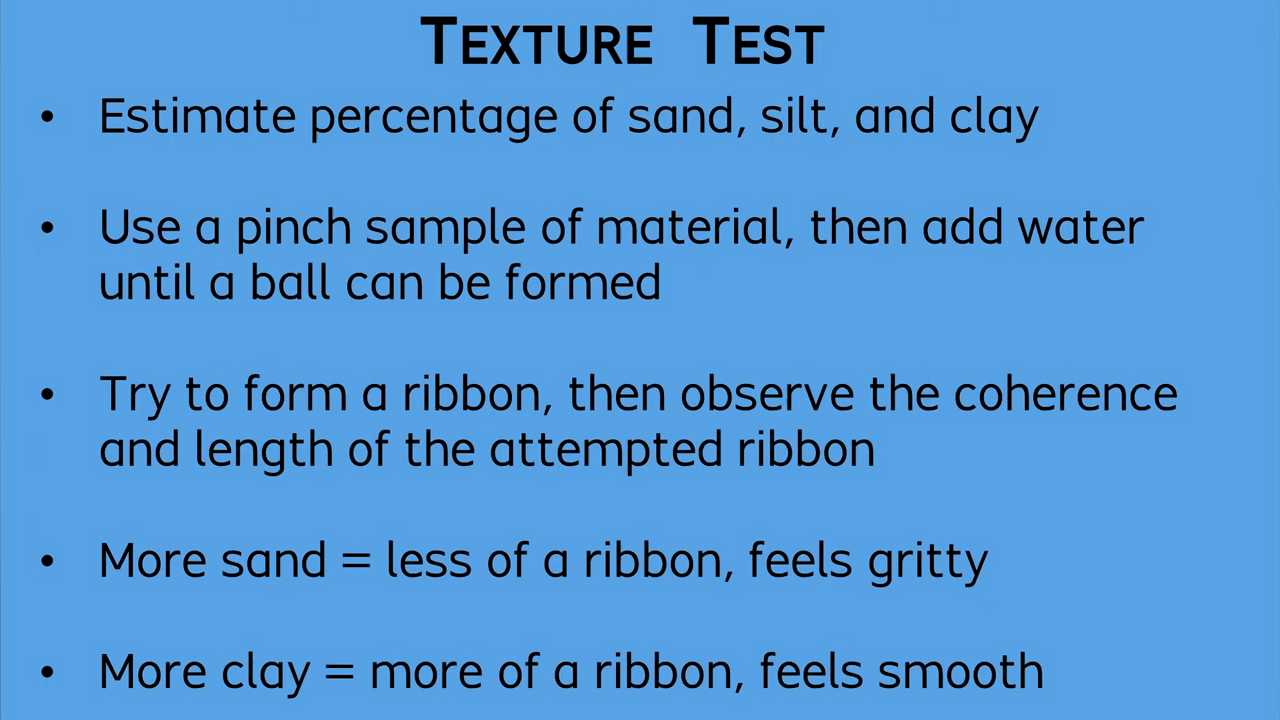 Texture Test
• Estimate percentage of sand, silt, and clay
• Use a pinch sample of material, then add water
until a ball can be formed
• Try to form a ribbon, then observe the coherence
and length of the attempted ribbon
• More sand = less of a ribbon, feels gritty
• More clay = more of a ribbon, feels smooth